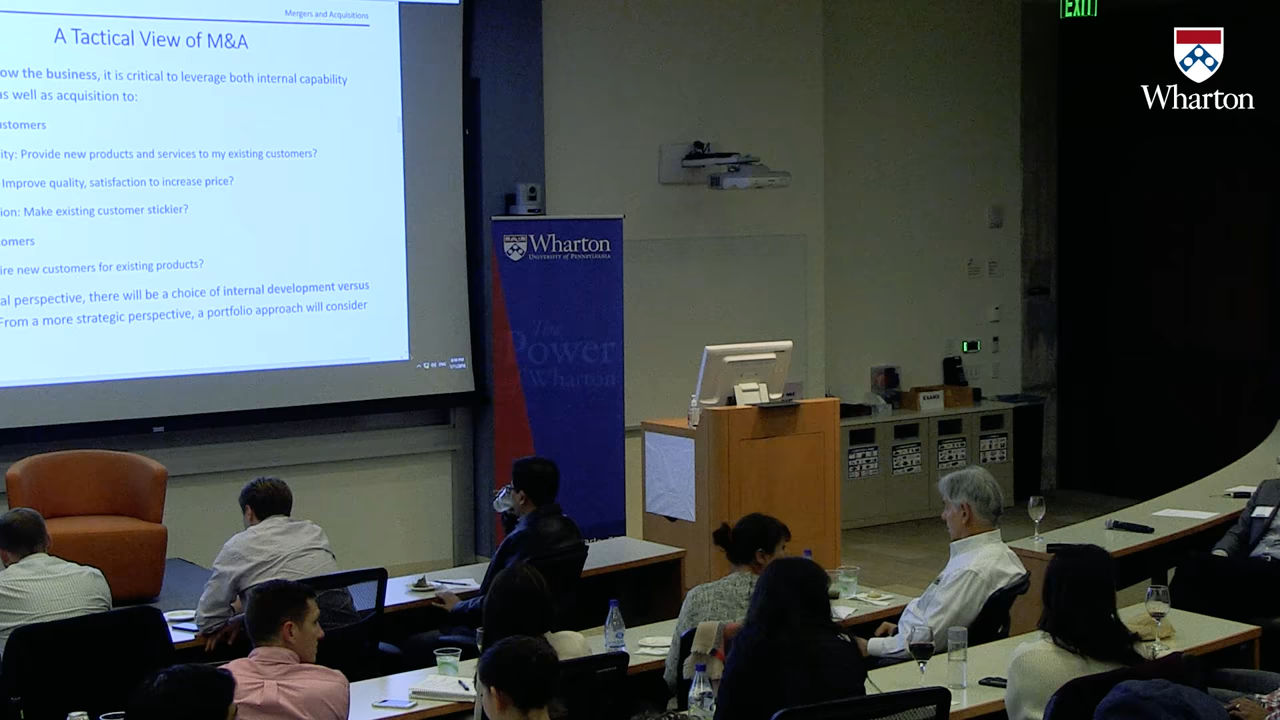 Mergers and Acquisitions
A Tactical View of M&A
ow the business, it is critical to leverage both internal capability
as well as acquisition to:
ustomers
ity: Provide new products and services to my existing customers?
Improve quality, satisfaction to increase price?
ion: Make existing customer stickier?
omers
ire new customers for existing products?
al perspective, there will be a choice of internal development versus
From a more strategic perspective, a portfolio approach will consider
Wharton
UNIVERSITY of PENNSYLVANIA
The
Power
of Wharton
EXIT
Wharton